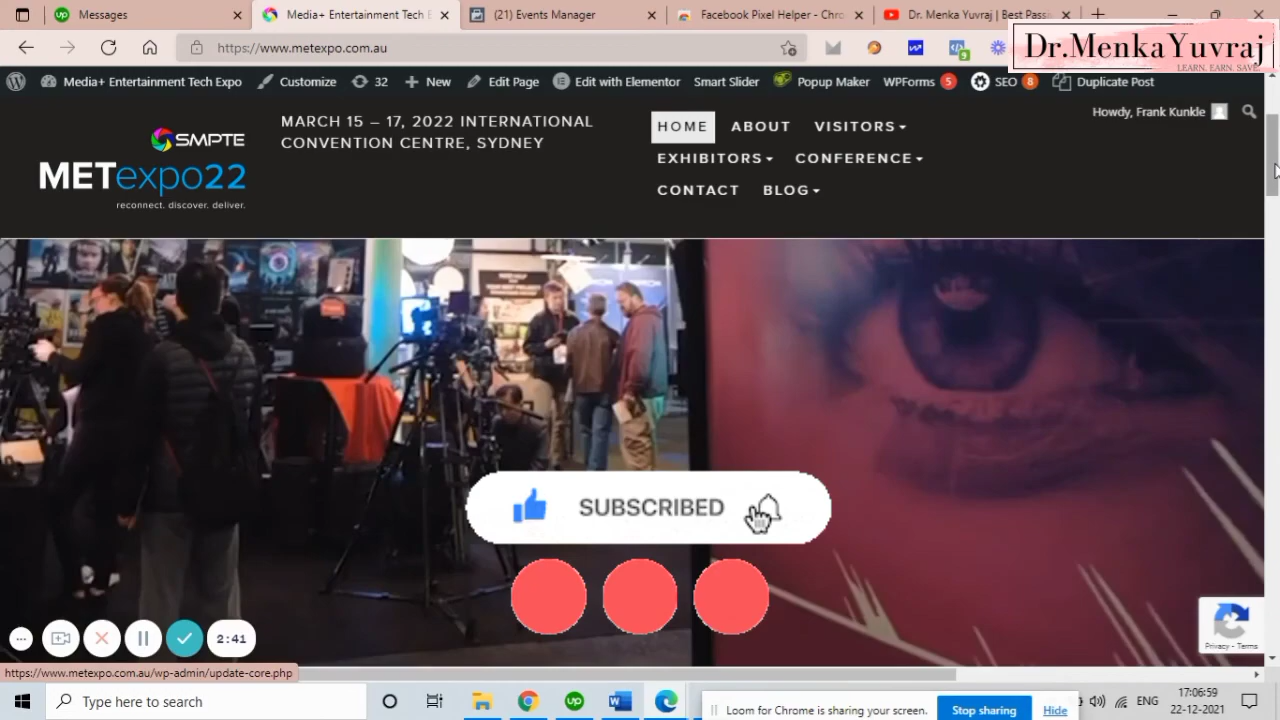 Messages
Media+ Entertainment Tech E
(21) Events Manager
Facebook Pixel Helper - Chro
Dr. Menka Yuvraj | Best Pass
https://www.metexpo.com.au
9
Dr.MenkaYuvraj
LEARN. EARN. SAVE.
Media+ Entertainment Tech Expo
Customize
32
New
Edit Page
Edit with Elementor
Smart Slider
Popup Maker
WPForms 5
SEO 8
Duplicate Post
Howdy, Frank Kunkle
SMPTE
METexpo22
reconnect. discover. deliver.
MARCH 15 – 17, 2022 INTERNATIONAL
CONVENTION CENTRE, SYDNEY
HOME ABOUT VISITORS
EXHIBITORS CONFERENCE
CONTACT BLOG
SUBSCRIBED
2:41
Privacy - Terms
https://www.metexpo.com.au/wp-admin/update-core.php
Type here to search
Loom for Chrome is sharing your screen.
Stop sharing
Hide
ENG
17:06:59
22-12-2021